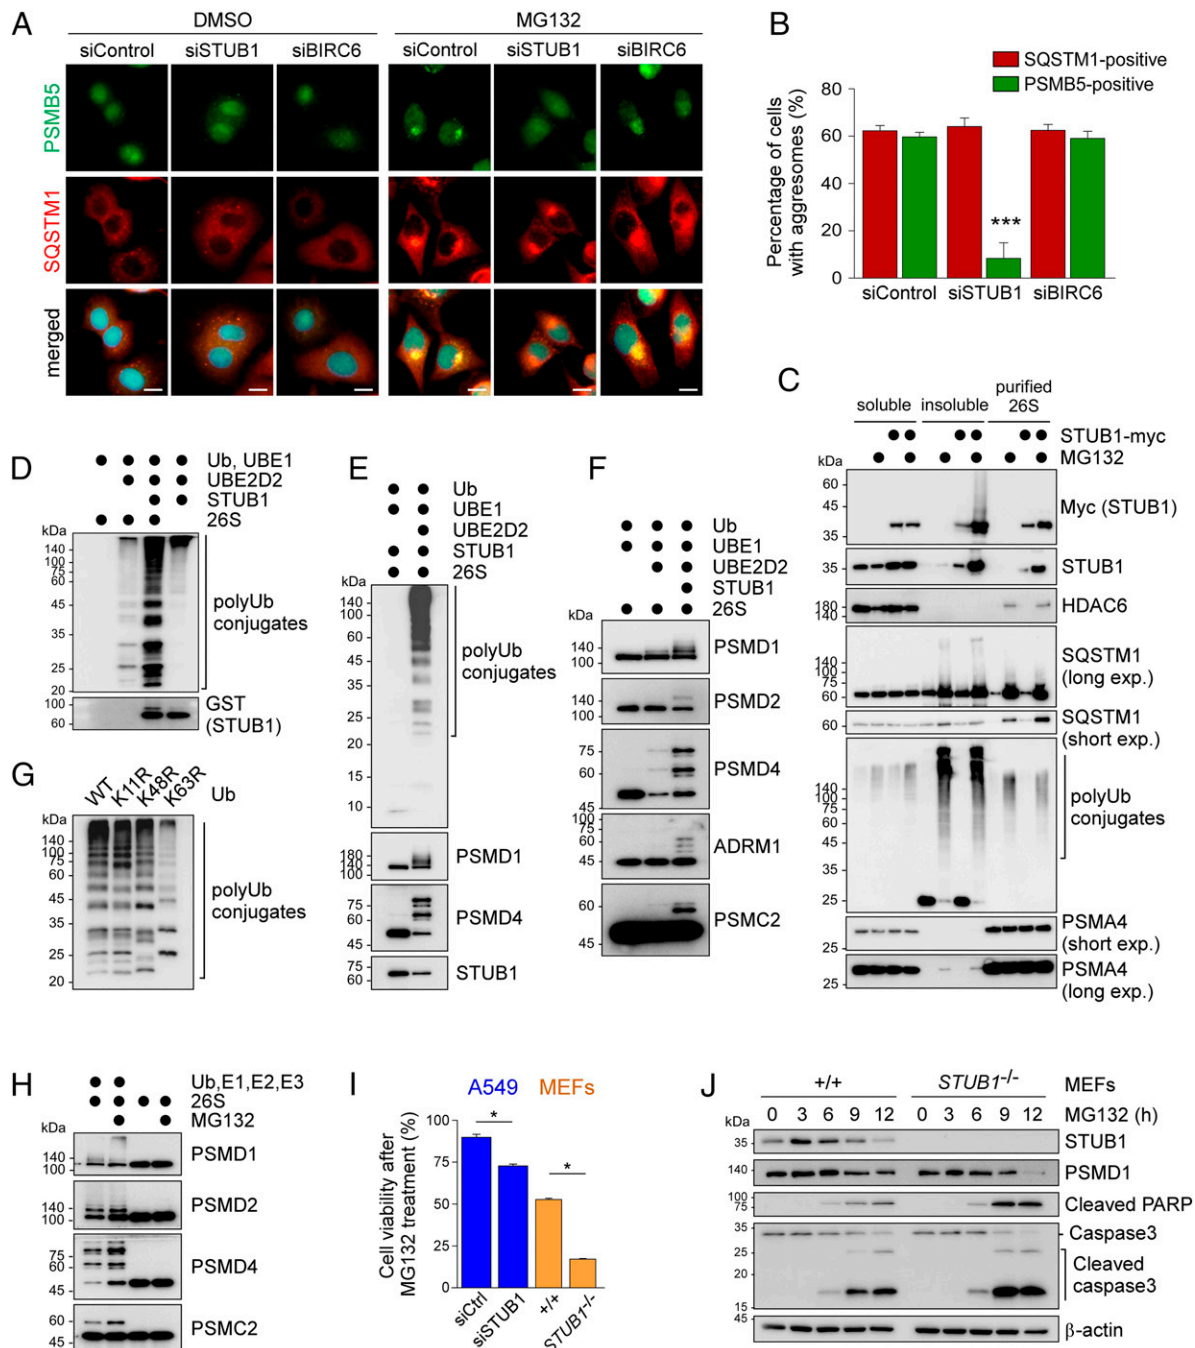 A
DMSO
MG132
siControl siSTUB1 siBIRC6 siControl siSTUB1 siBIRC6
PSMB5
SQSTM1
merged
B
SQSTM1-positive
PSMB5-positive
Percentage of cells
with aggresomes (%)
80
60
40
20
0
***
siControl siSTUB1 siBIRC6
C
soluble insoluble purified
26S
STUB1-myc
MG132
kDa
60
45
35
Myc (STUB1)
35
STUB1
180
140
HDAC6
140
100
75
60
SQSTM1
(long exp.)
60
SQSTM1
(short exp.)
140
100
75
60
45
35
25
polyUb
conjugates
25
PSMA4
(short exp.)
25
PSMA4
(long exp.)
D
Ub, UBE1
UBE2D2
STUB1
26S
kDa
140
100
75
60
45
35
25
20
polyUb
conjugates
100
60
GST
(STUB1)
E
Ub
UBE1
UBE2D2
STUB1
26S
kDa
140
100
75
60
45
35
25
20
15
10
polyUb
conjugates
180
140
100
PSMD1
75
60
45
PSMD4
75
60
STUB1
F
Ub
UBE1
UBE2D2
STUB1
26S
kDa
140
100
PSMD1
140
100
PSMD2
75
60
45
PSMD4
100
75
60
45
ADRM1
60
45
PSMC2
G
WT K11R K48R K63R Ub
kDa
140
100
75
60
45
35
25
20
polyUb
conjugates
H
Ub,E1,E2,E3
26S
MG132
kDa
140
100
PSMD1
140
100
PSMD2
75
60
45
PSMD4
60
45
PSMC2
I
A549 MEFs
Cell viability after
MG132 treatment (%)
100
75
50
25
0
*
*
siCtrl
siSTUB1
+/+
STUB1-/-
J
+/+ STUB1-/- MEFs
0 3 6 9 12 0 3 6 9 12 MG132 (h)
kDa
35
STUB1
140
PSMD1
100
75
Cleaved PARP
35
25
20
15
Caspase3
Cleaved
caspase3
45
β-actin